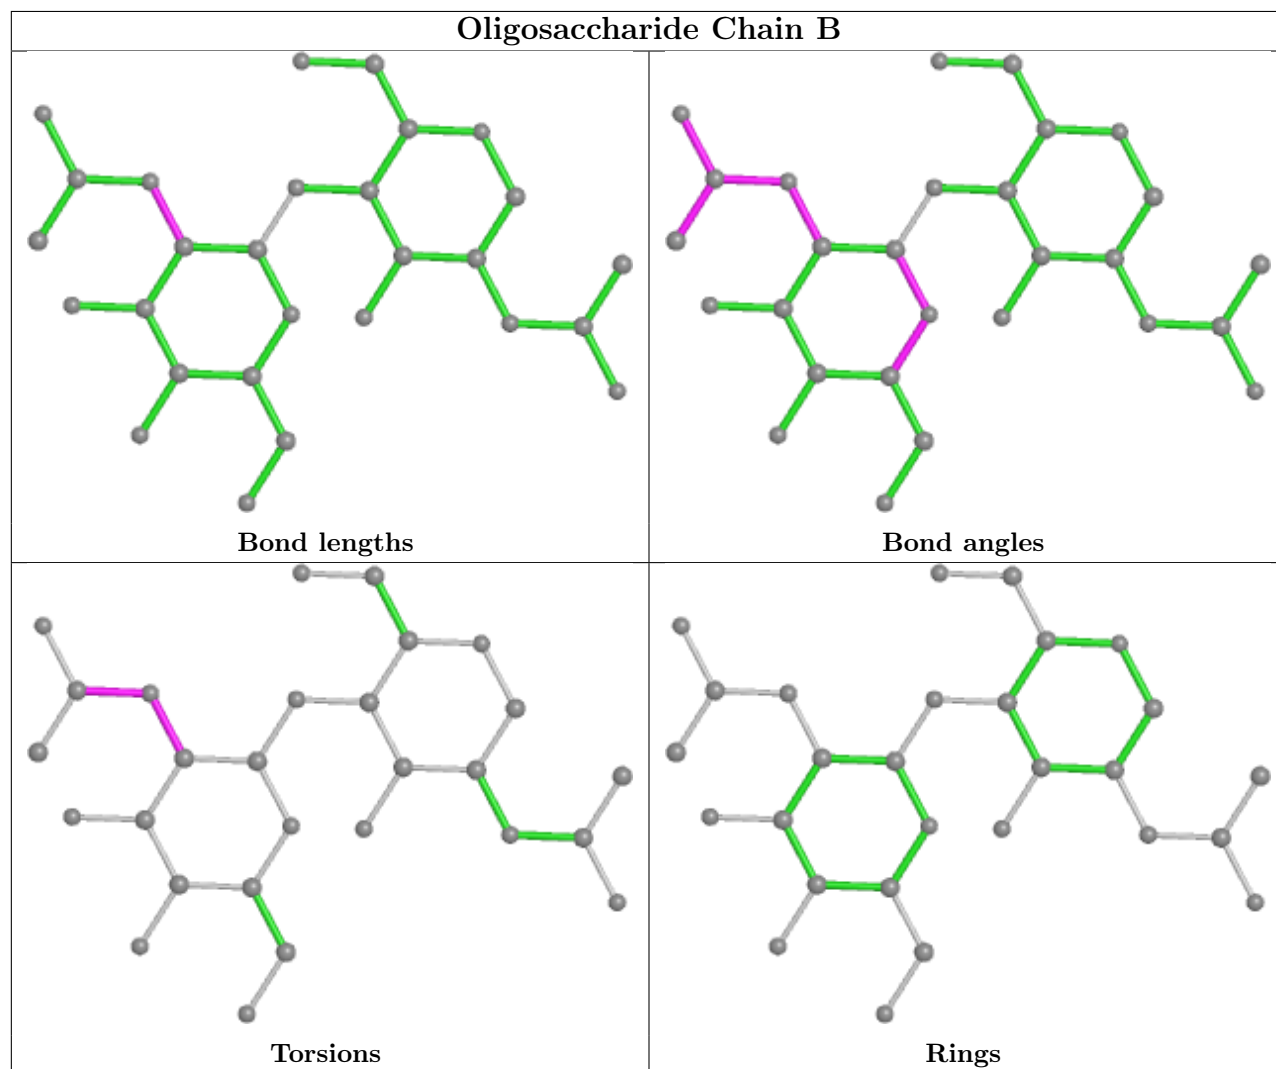 Oligosaccharide Chain B
Bond lengths
Bond angles
Torsions
Rings